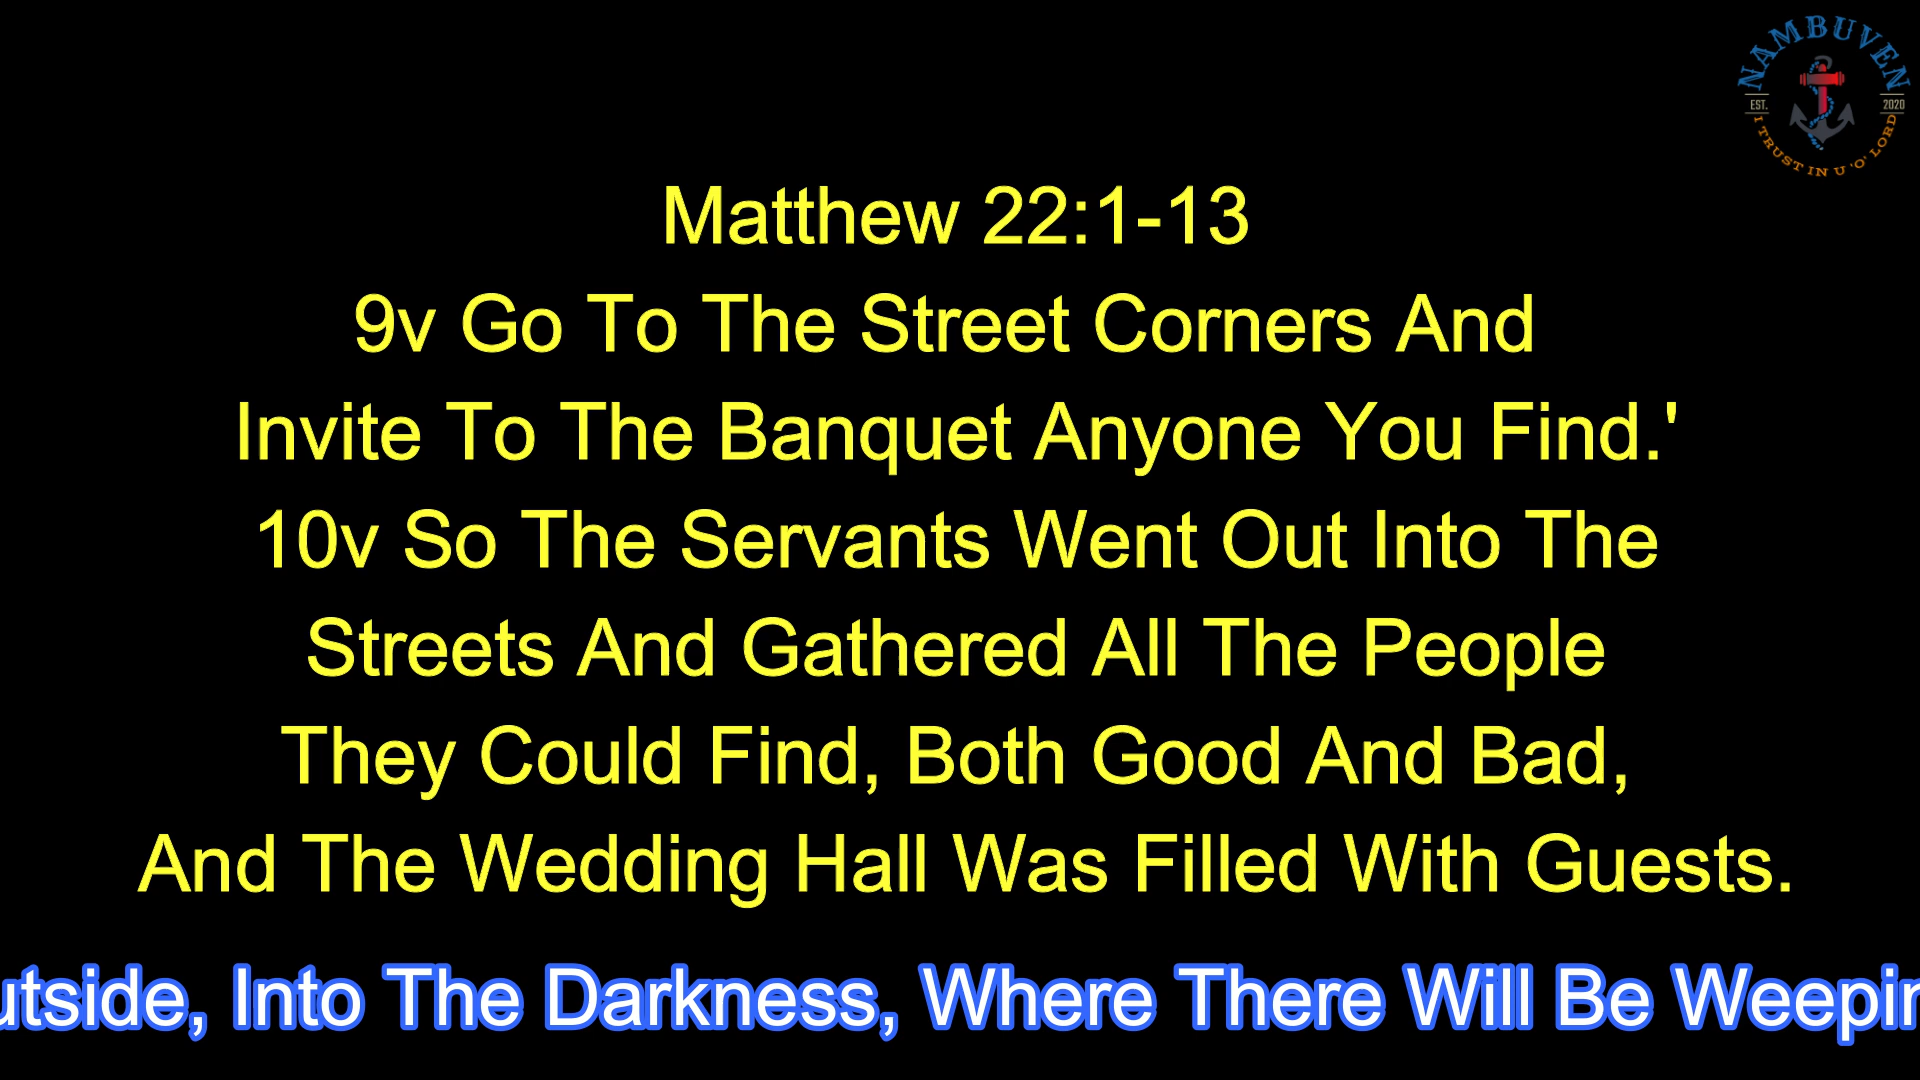 NAMBUVEN
EST. 2020
I TRUST IN U 'O' LORD
Matthew 22:1-13
9v Go To The Street Corners And
Invite To The Banquet Anyone You Find.'
10v So The Servants Went Out Into The
Streets And Gathered All The People
They Could Find, Both Good And Bad,
And The Wedding Hall Was Filled With Guests.
utside, Into The Darkness, Where There Will Be Weepin